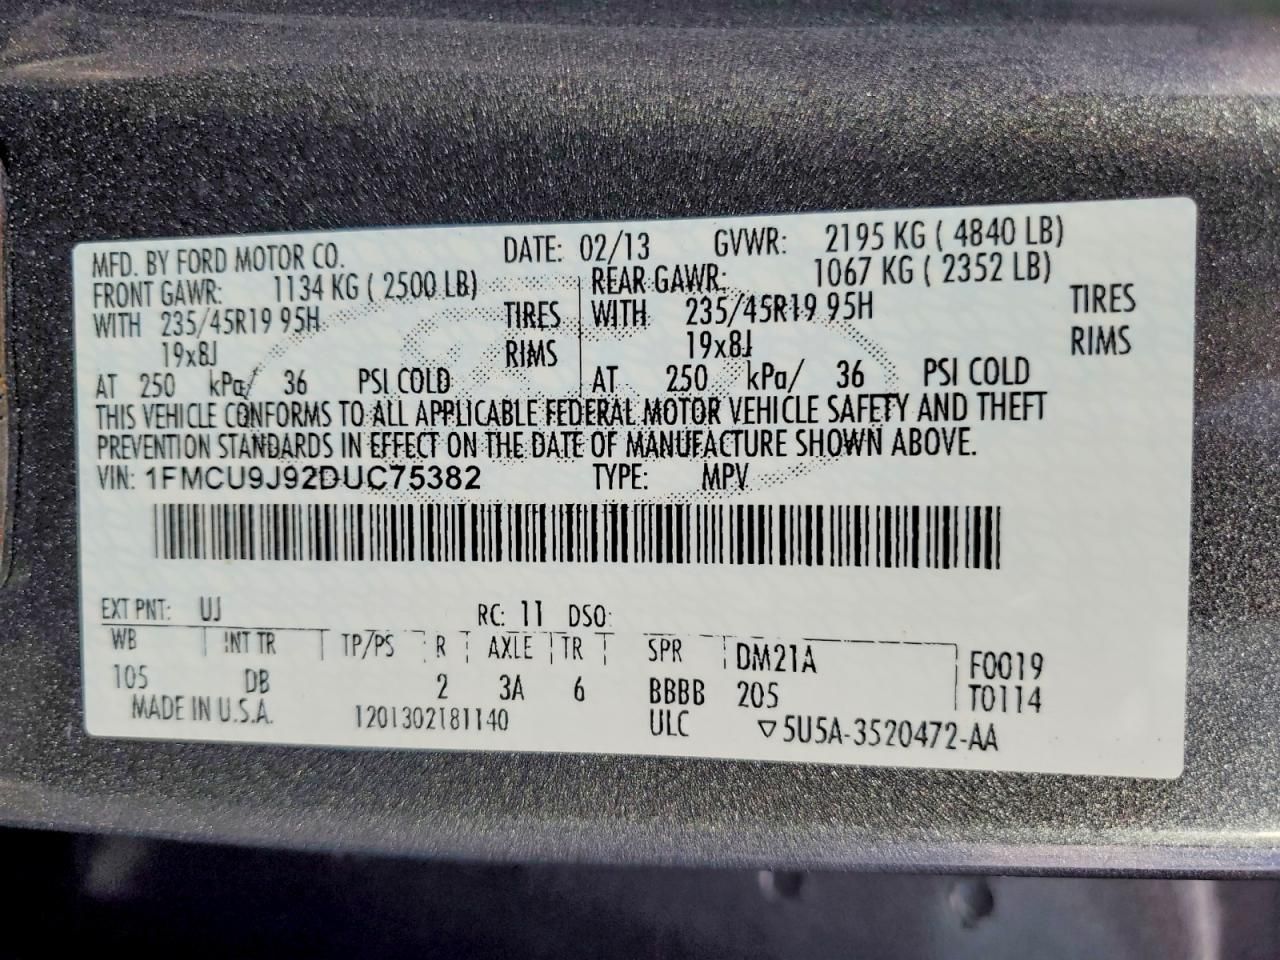 MFD. BY FORD MOTOR CO. DATE: 02/13 GVWR: 2195 KG ( 4840 LB)
FRONT GAWR: 1134 KG ( 2500 LB) REAR GAWR: 1067 KG ( 2352 LB)
WITH 235/45R19 95H TIRES WITH 235/45R19 95H TIRES
19x8J RIMS 19x8J RIMS
AT 250 kPa/ 36 PSI COLD AT 250 kPa/ 36 PSI COLD
THIS VEHICLE CONFORMS TO ALL APPLICABLE FEDERAL MOTOR VEHICLE SAFETY AND THEFT
PREVENTION STANDARDS IN EFFECT ON THE DATE OF MANUFACTURE SHOWN ABOVE.
VIN: 1FMCU9J92DUC75382 TYPE: MPV
EXT PNT: UJ RC: 11 DSO:
WB INT TR TP/PS R AXLE TR SPR DM21A F0019
105 DB 2 3A 6 BBBB 205 T0114
MADE IN U.S.A. 1201302181140 ULC ▽5U5A-3520472-AA